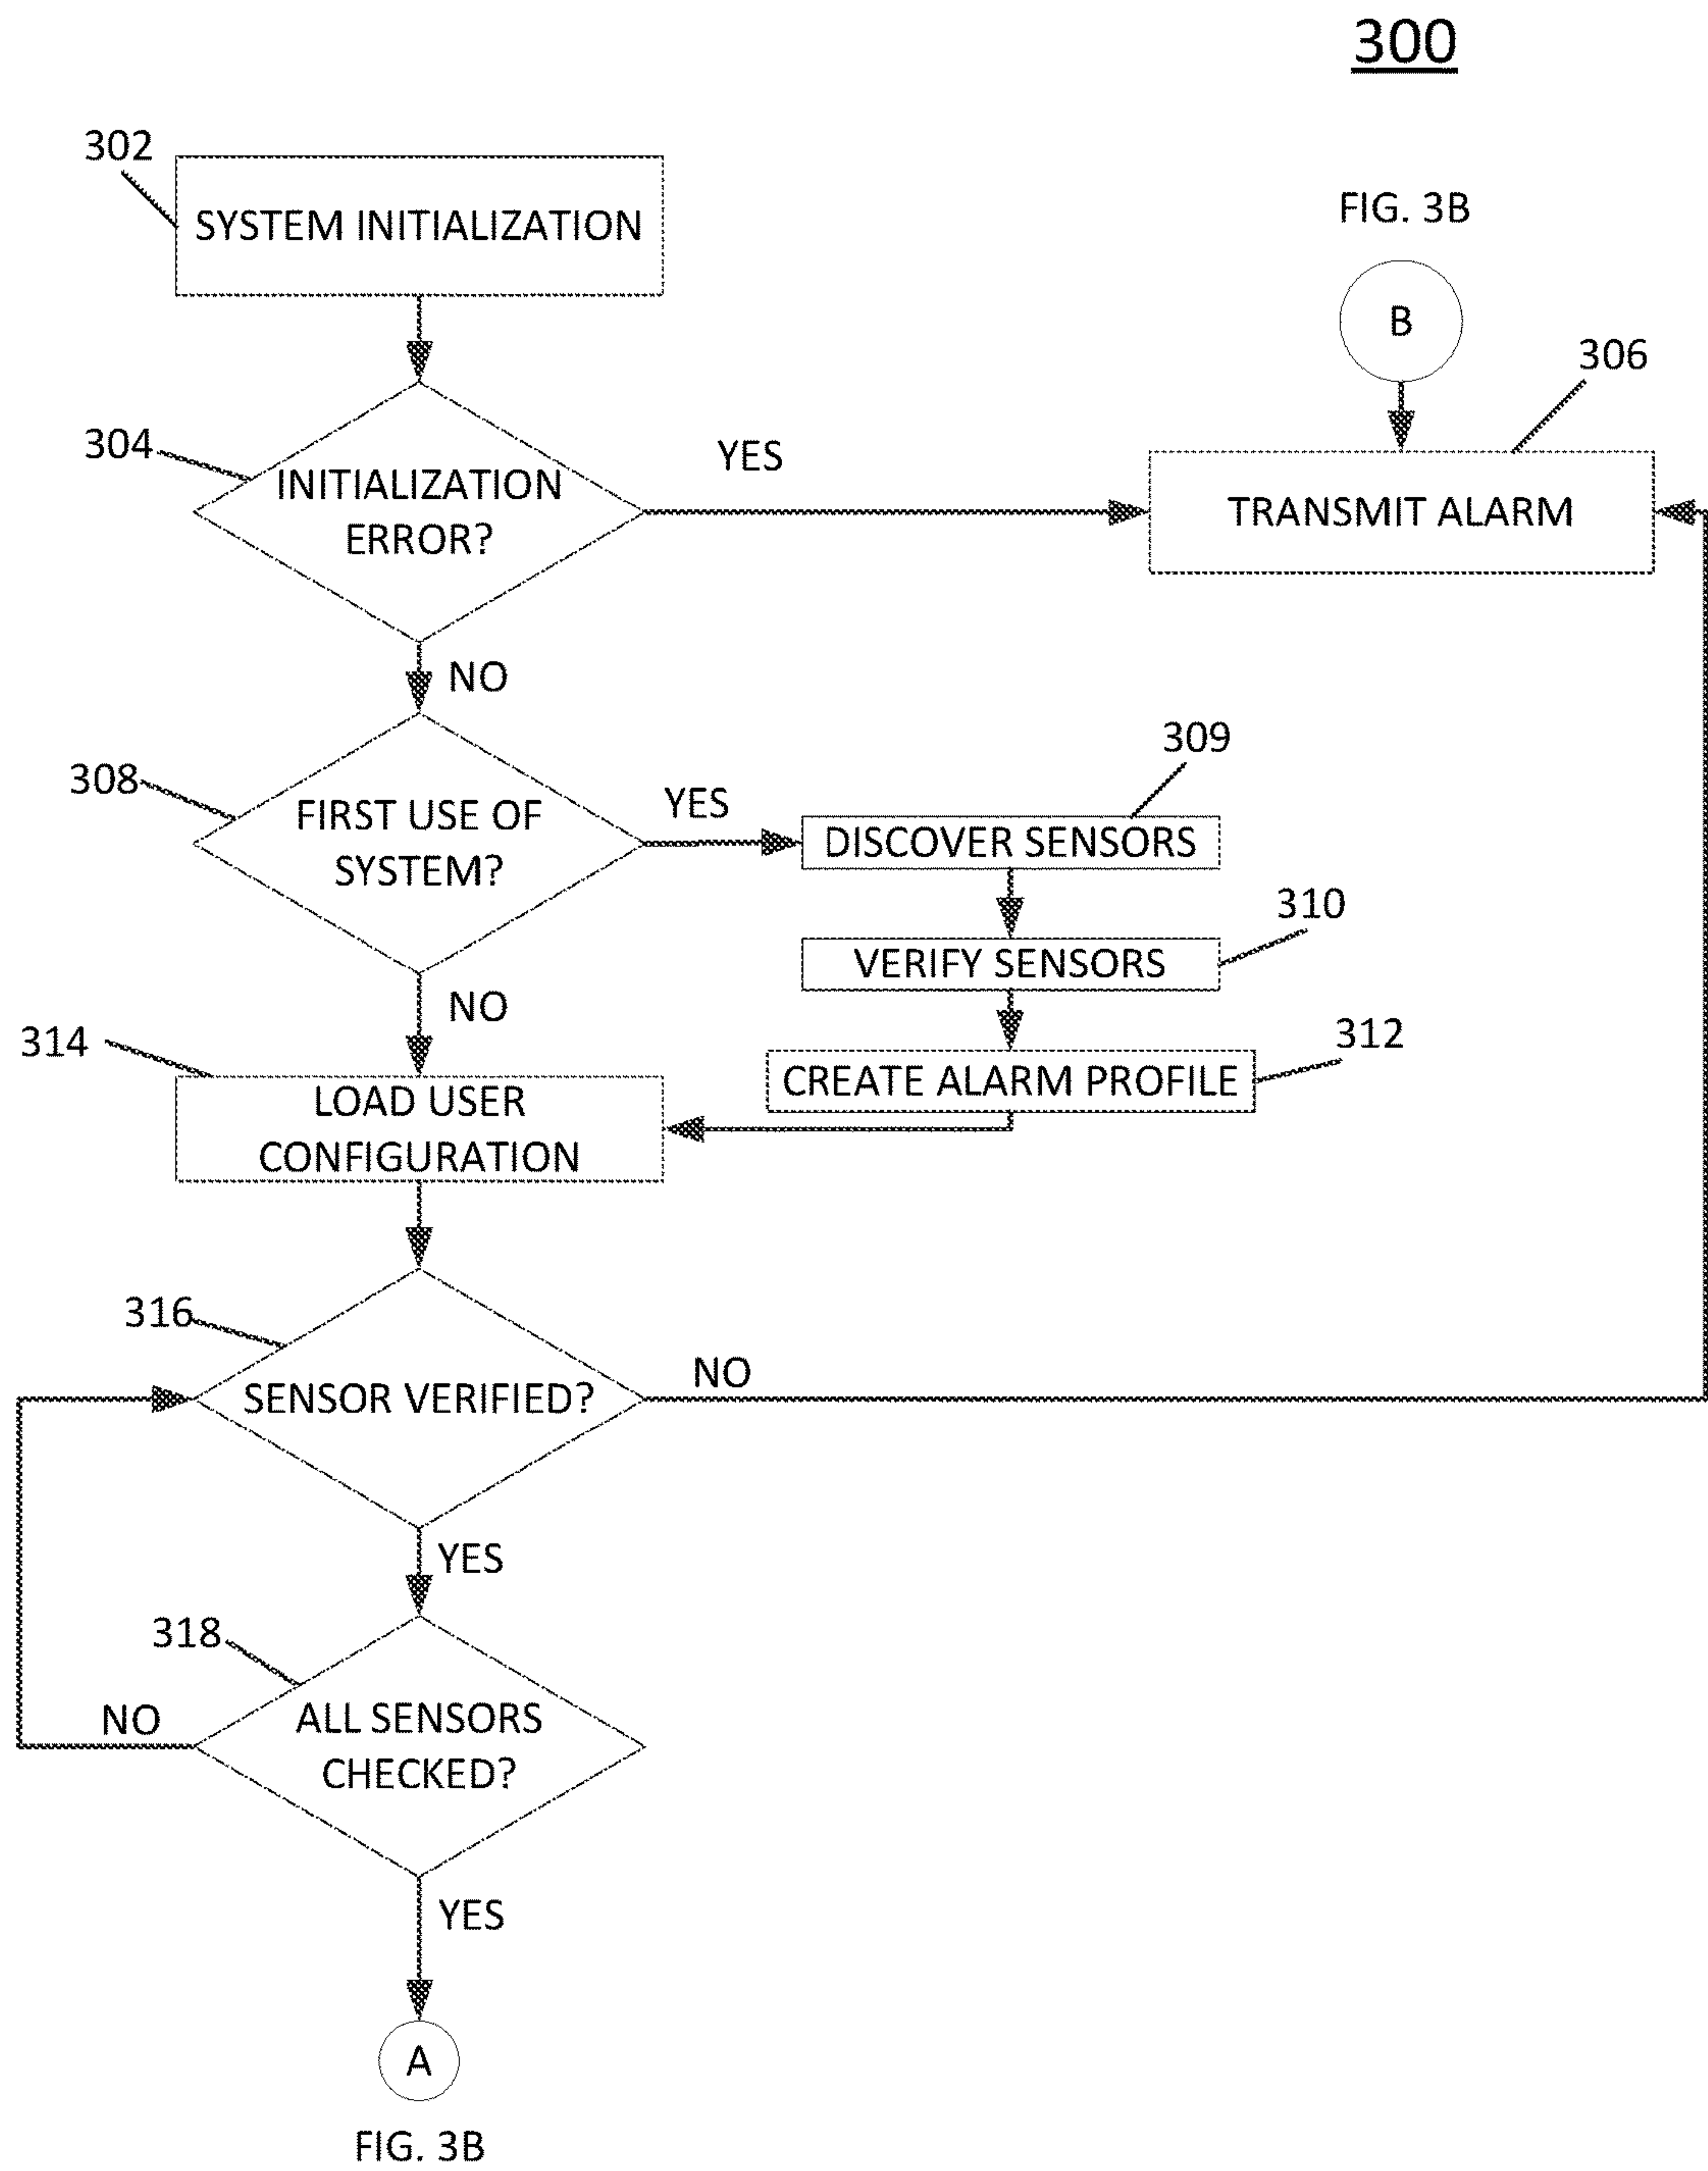 300
302
SYSTEM INITIALIZATION
FIG. 3B
B
306
304
INITIALIZATION
ERROR?
YES
TRANSMIT ALARM
NO
308
FIRST USE OF
SYSTEM?
YES
309
DISCOVER SENSORS
310
VERIFY SENSORS
NO
312
CREATE ALARM PROFILE
314
LOAD USER
CONFIGURATION
316
SENSOR VERIFIED?
NO
YES
318
ALL SENSORS
CHECKED?
NO
YES
A
FIG. 3B